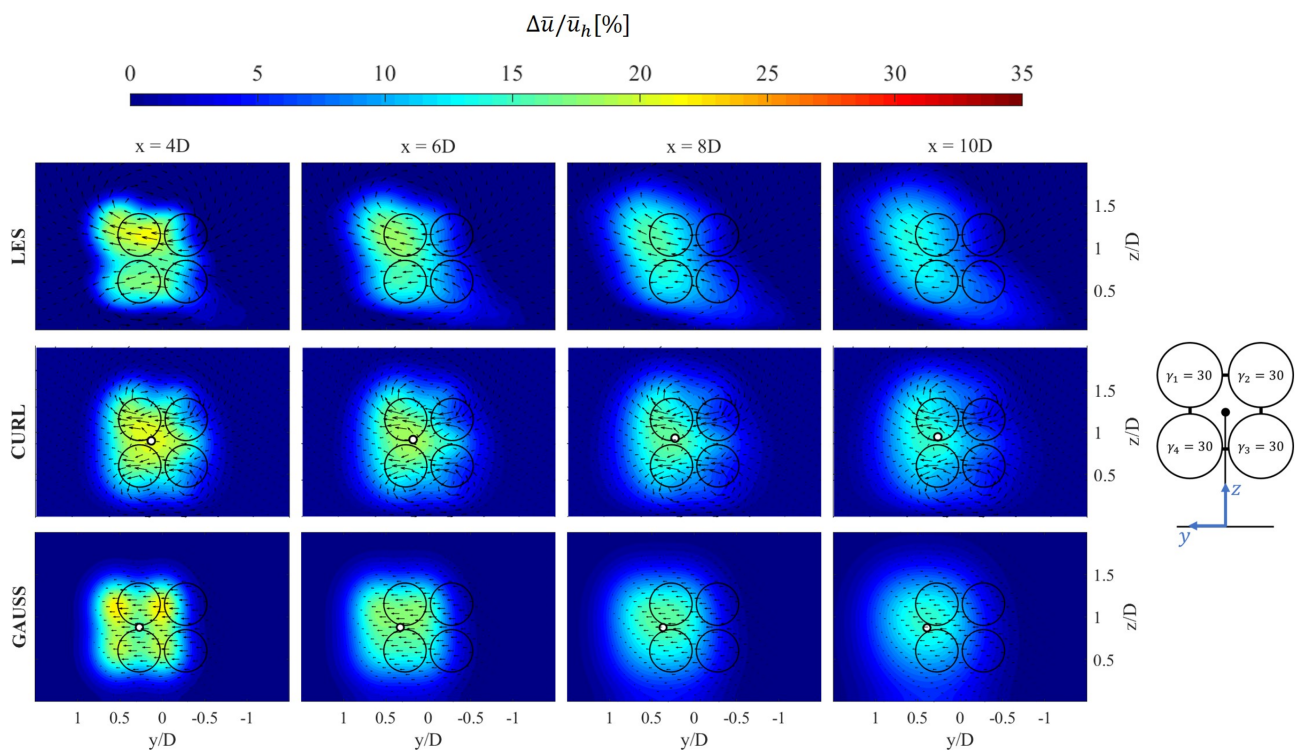 Δū/ū_h[%]
0 5 10 15 20 25 30 35
x = 4D x = 6D x = 8D x = 10D
LES
1.5
1
0.5
z/D
CURL
1.5
1
0.5
z/D
GAUSS
1.5
1
0.5
z/D
1 0.5 0 -0.5 -1 1 0.5 0 -0.5 -1 1 0.5 0 -0.5 -1 1 0.5 0 -0.5 -1
y/D y/D y/D y/D
γ₁ = 30 γ₂ = 30
γ₄ = 30 γ₃ = 30
z
y